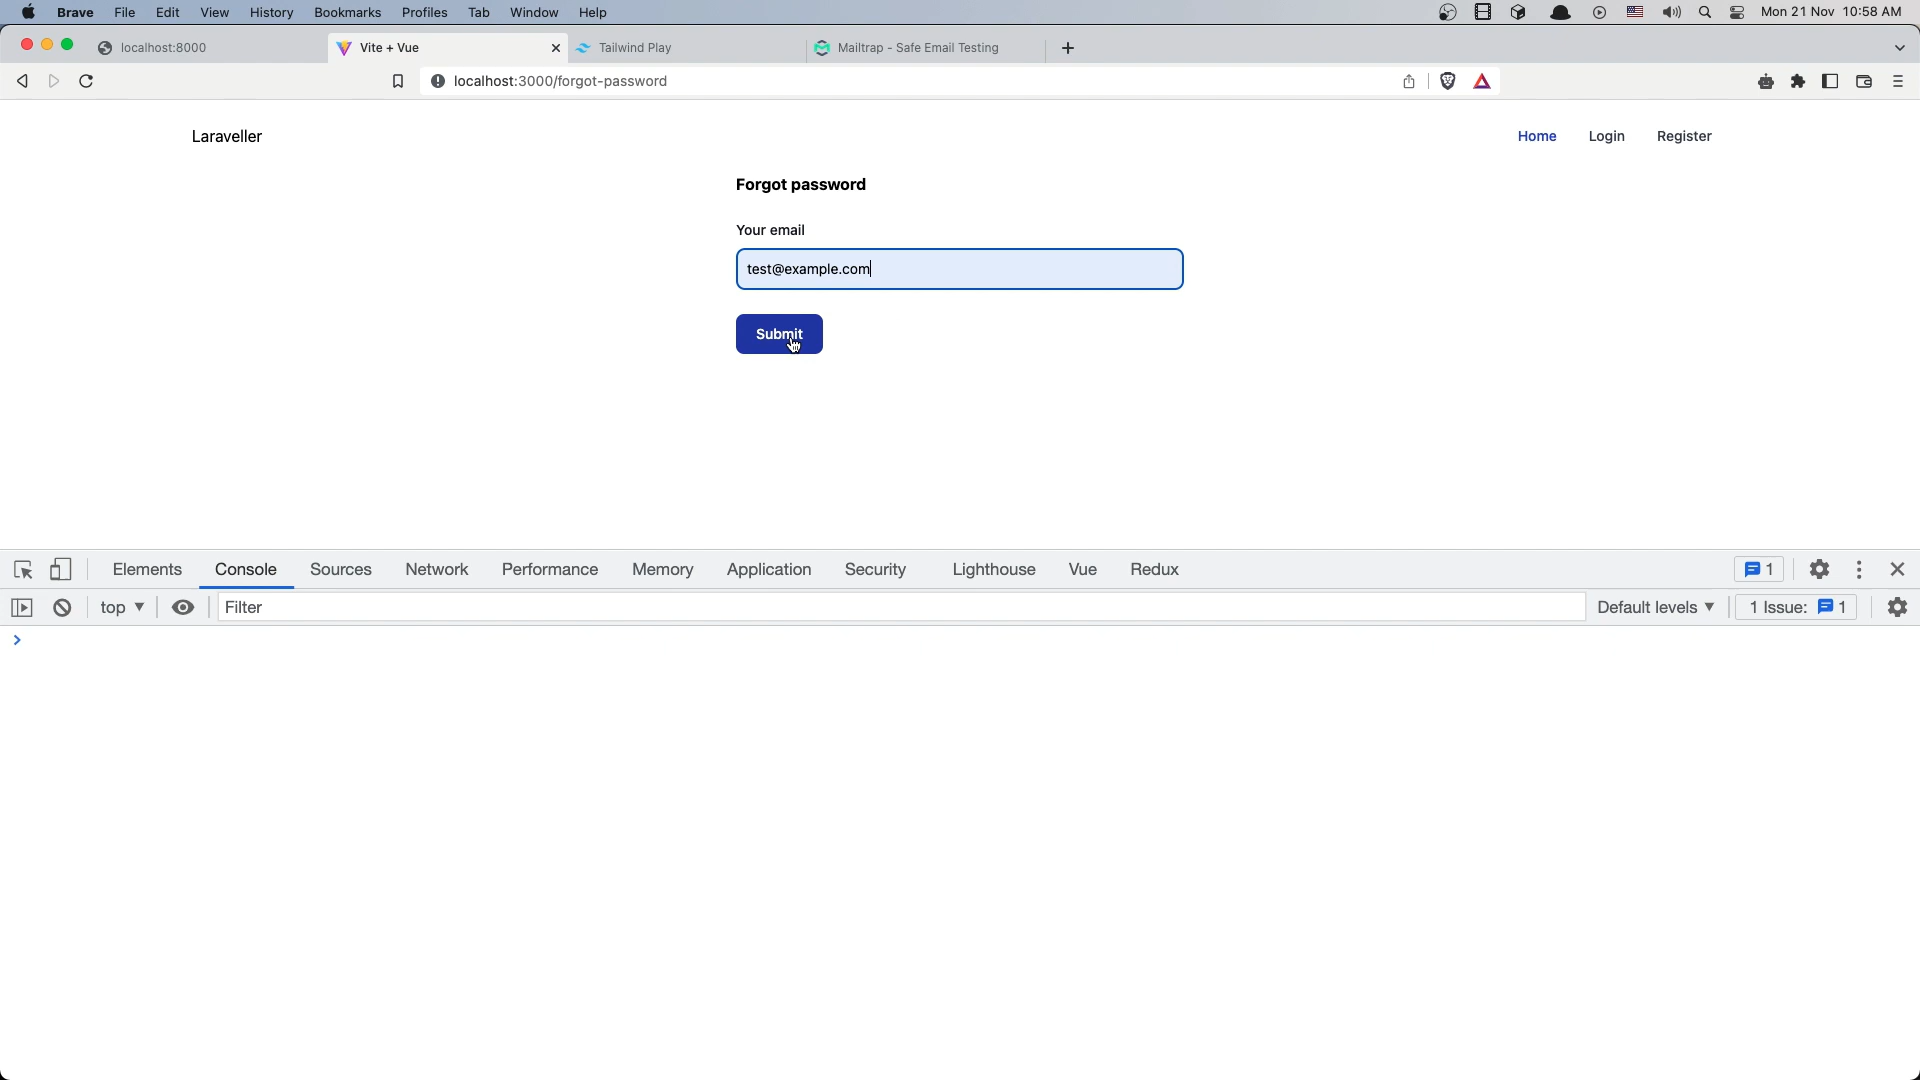 Brave File Edit View History Bookmarks Profiles Tab Window Help Mon 21 Nov 10:58 AM
localhost:8000 Vite + Vue Tailwind Play Mailtrap - Safe Email Testing
localhost:3000/forgot-password
Laraveller Home Login Register
Forgot password
Your email
test@example.com
Submit
Elements Console Sources Network Performance Memory Application Security Lighthouse Vue Redux 1
top Filter Default levels 1 Issue: 1